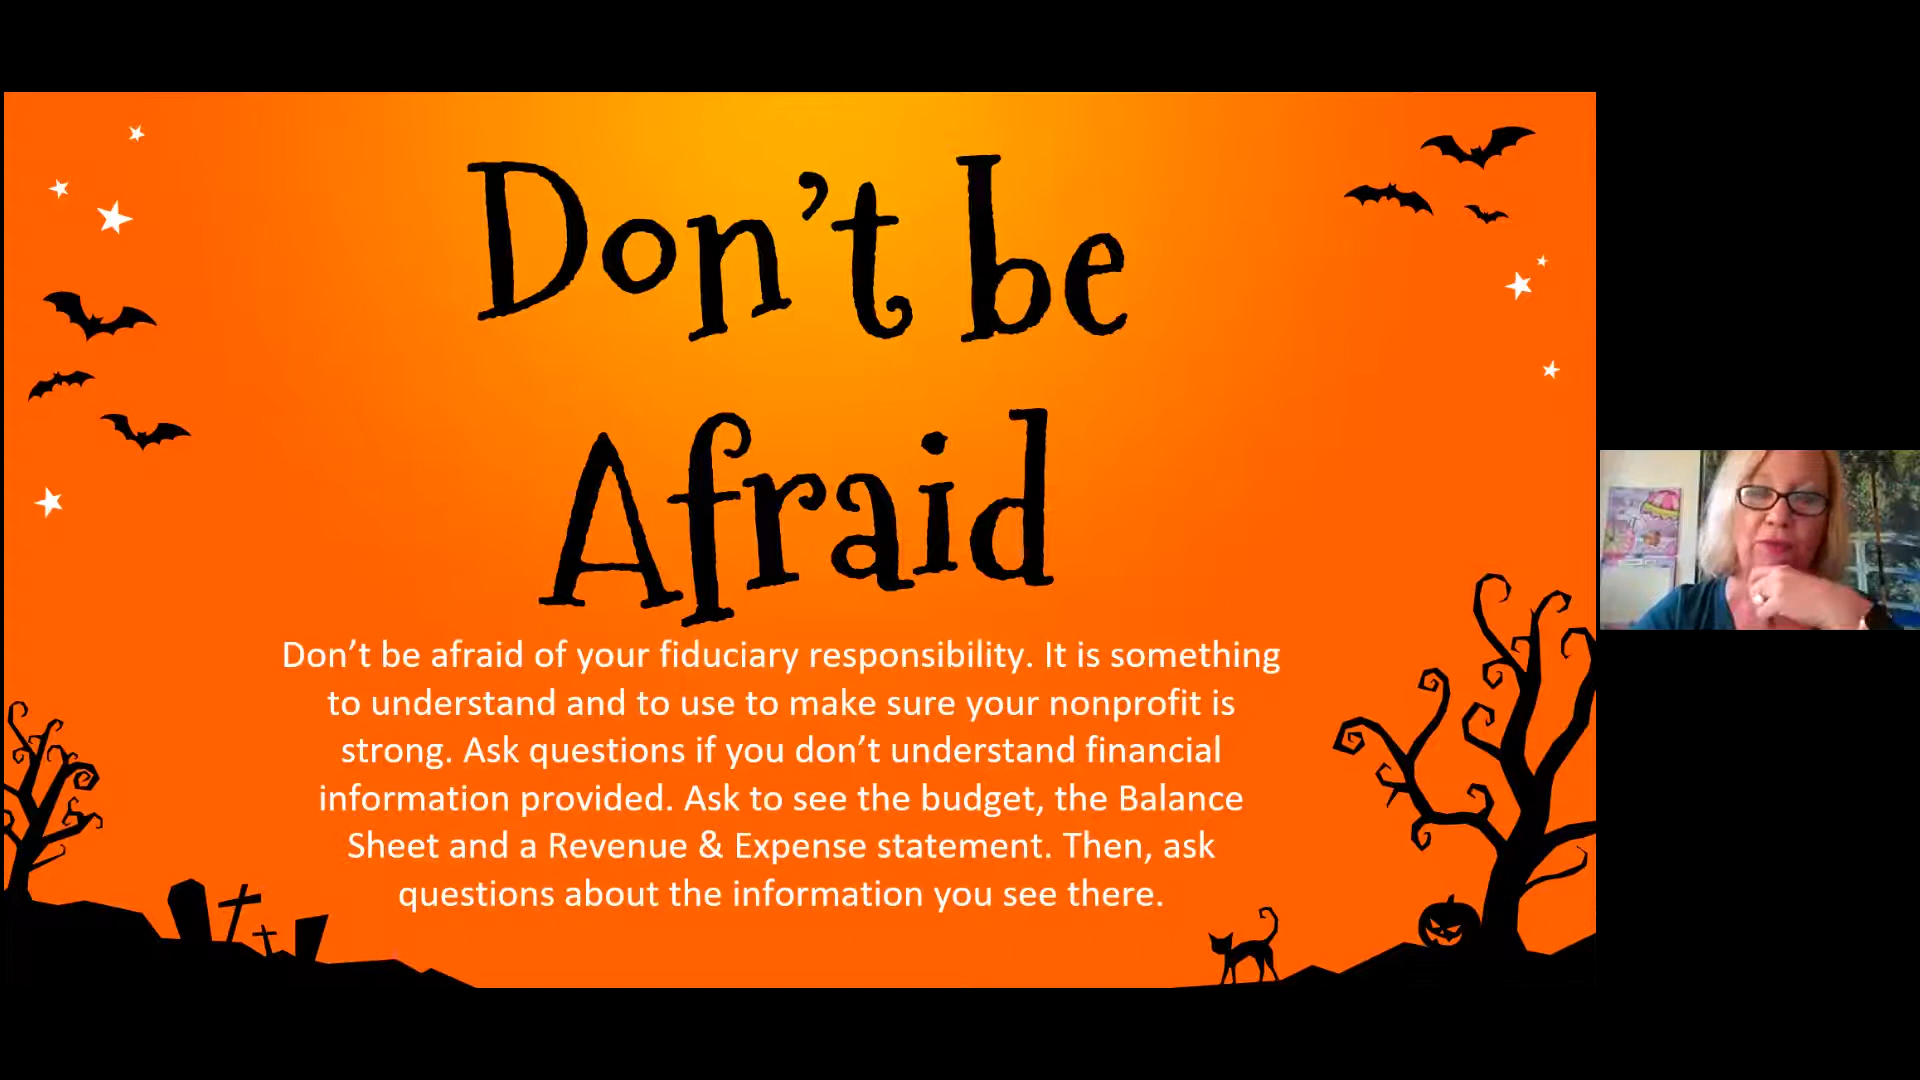 Don’t be
Afraid
Don’t be afraid of your fiduciary responsibility. It is something
to understand and to use to make sure your nonprofit is
strong. Ask questions if you don’t understand financial
information provided. Ask to see the budget, the Balance
Sheet and a Revenue & Expense statement. Then, ask
questions about the information you see there.